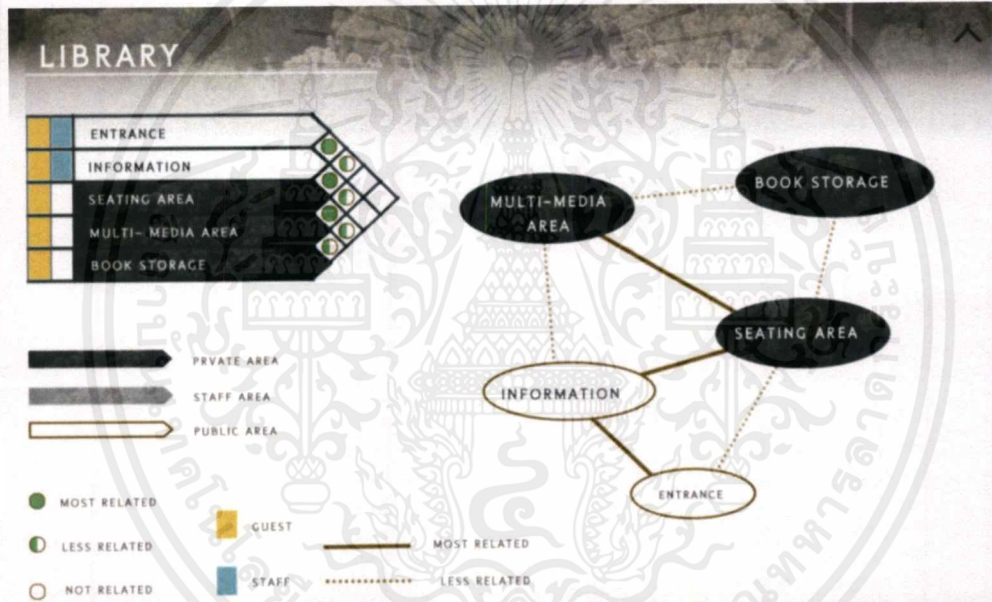 LIBRARY
ENTRANCE
INFORMATION
SEATING AREA
MULTI- MEDIA AREA
BOOK STORAGE
PRVATE AREA
STAFF AREA
PUBLIC AREA
MOST RELATED
LESS RELATED
NOT RELATED
GUEST
STAFF
MOST RELATED
LESS RELATED
MULTI-MEDIA
AREA
BOOK STORAGE
SEATING AREA
INFORMATION
ENTRANCE